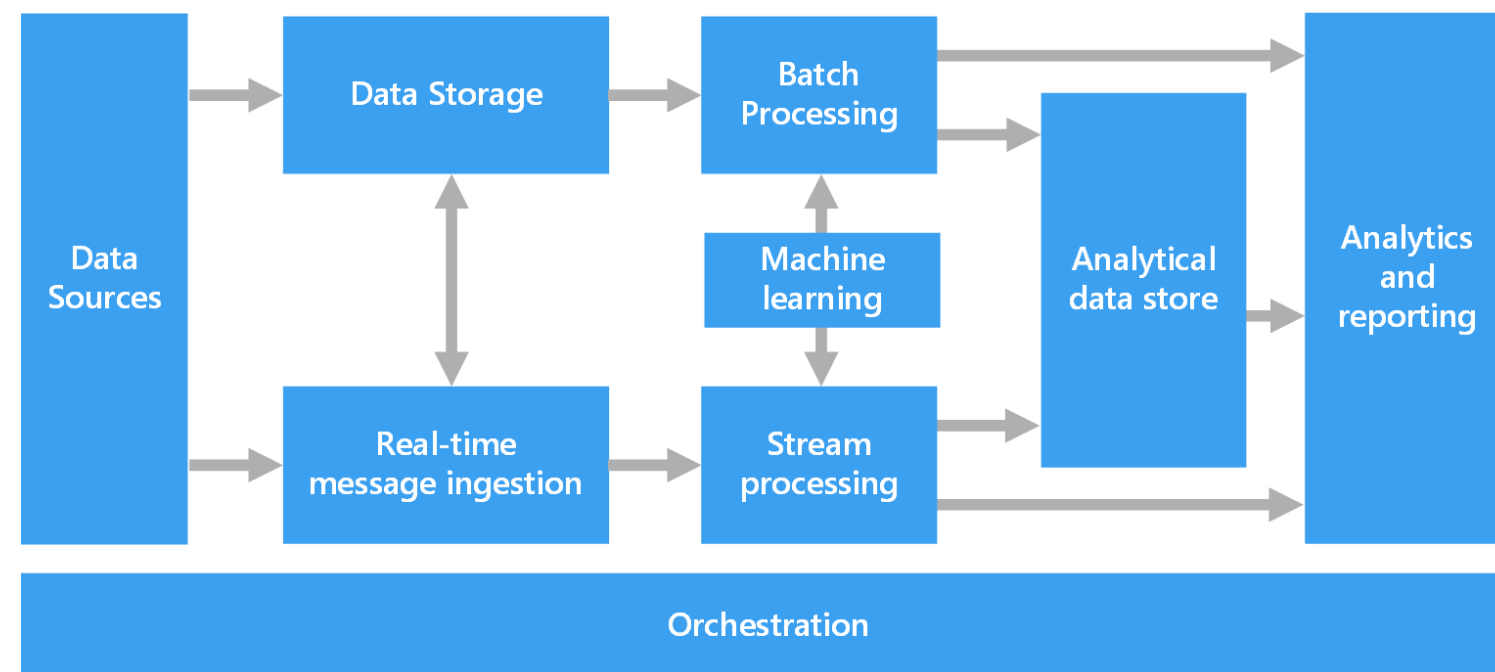 Data
Sources
Data Storage
Real-time
message ingestion
Batch
Processing
Machine
learning
Stream
processing
Analytical
data store
Analytics
and
reporting
Orchestration